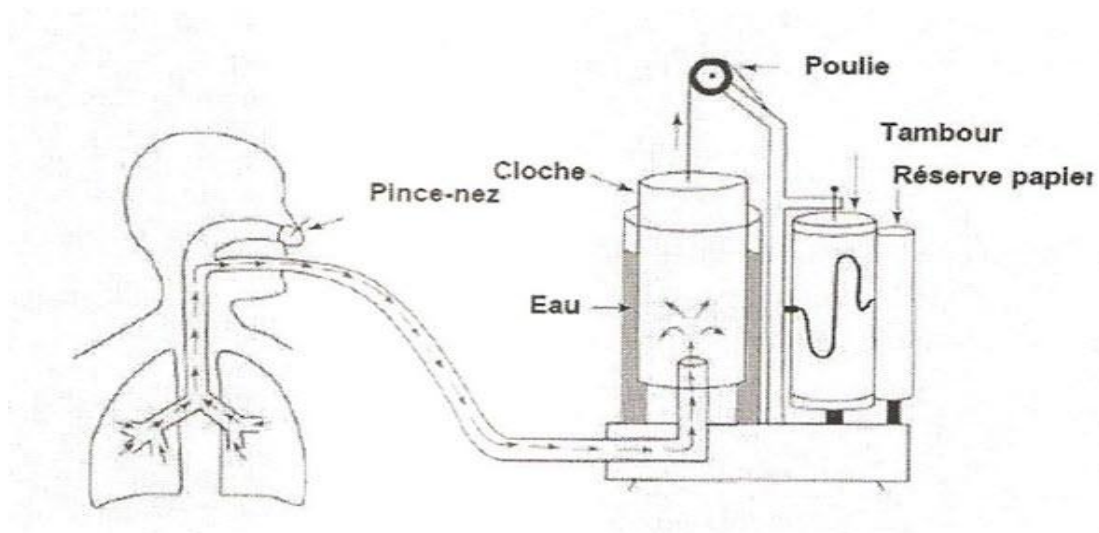 Poulie
Tambour
Cloche
Réserve papier
Pince-nez
Eau